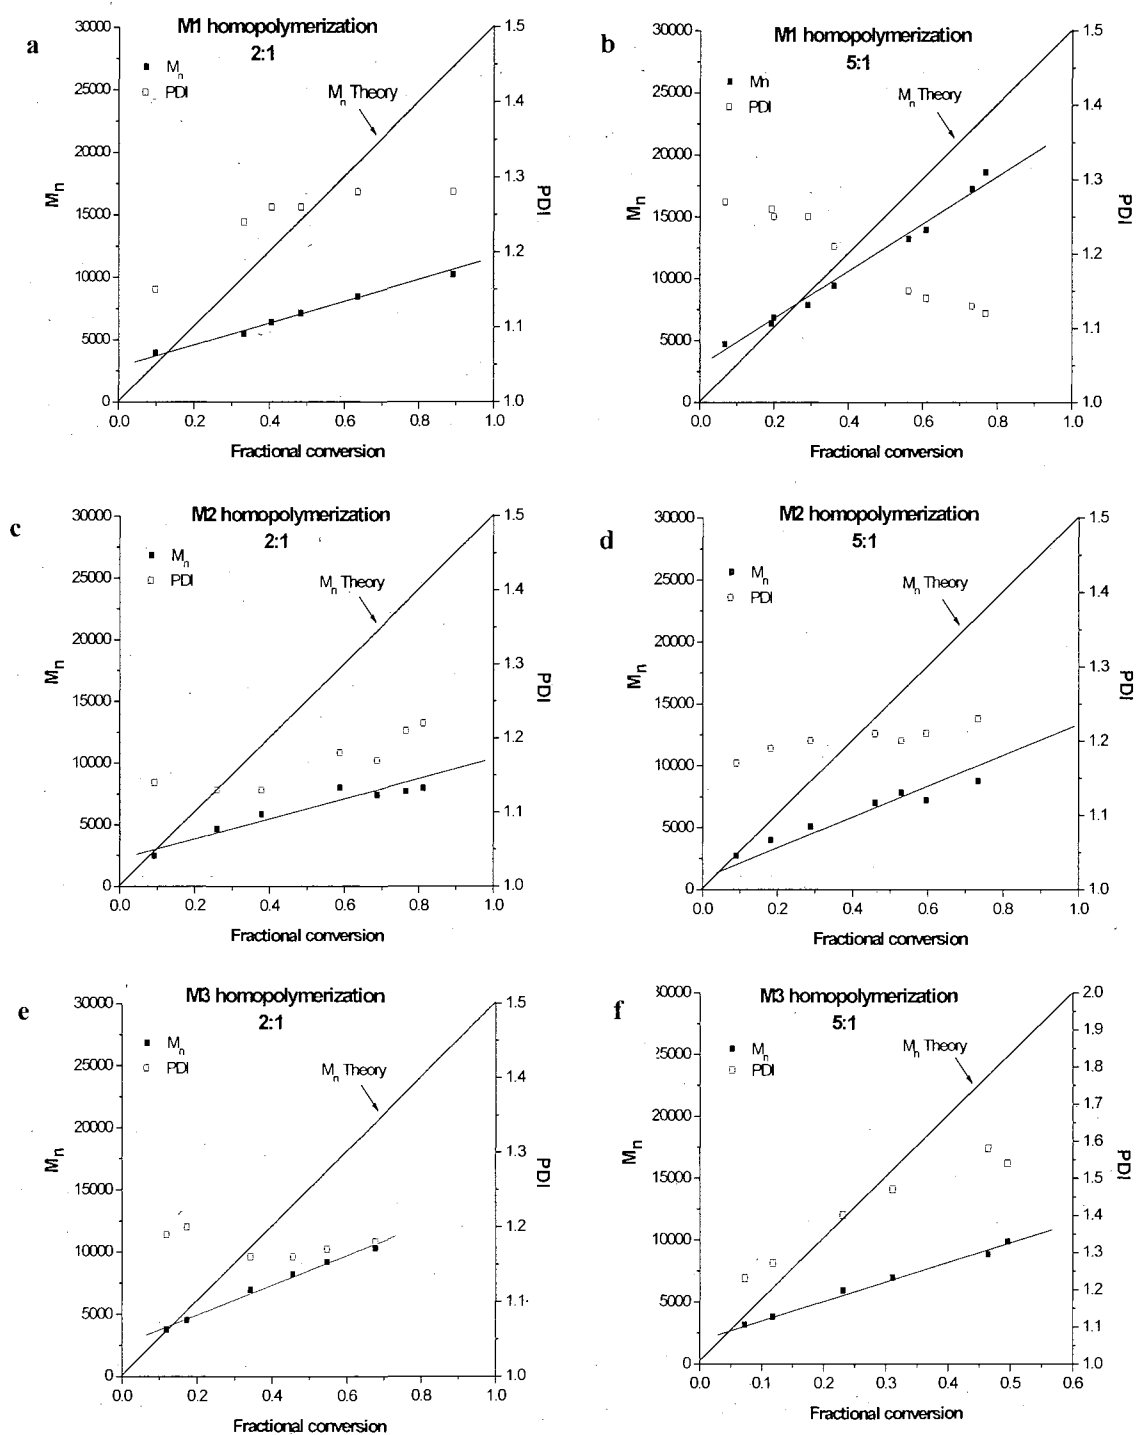 a
M1 homopolymerization
2:1
Mn
PDI
Mn Theory
30000
25000
20000
15000
10000
5000
0
Mn
1.5
1.4
1.3
1.2
1.1
1.0
PDI
0.0 0.2 0.4 0.6 0.8 1.0
Fractional conversion
b
M1 homopolymerization
5:1
Mn
PDI
Mn Theory
30000
25000
20000
15000
10000
5000
0
Mn
1.5
1.4
1.3
1.2
1.1
1.0
PDI
0.0 0.2 0.4 0.6 0.8 1.0
Fractional conversion
c
M2 homopolymerization
2:1
Mn
PDI
Mn Theory
30000
25000
20000
15000
10000
5000
0
Mn
1.5
1.4
1.3
1.2
1.1
1.0
PDI
0.0 0.2 0.4 0.6 0.8 1.0
Fractional conversion
d
M2 homopolymerization
5:1
Mn
PDI
Mn Theory
30000
25000
20000
15000
10000
5000
0
Mn
1.5
1.4
1.3
1.2
1.1
1.0
PDI
0.0 0.2 0.4 0.6 0.8 1.0
Fractional conversion
e
M3 homopolymerization
2:1
Mn
PDI
Mn Theory
30000
25000
20000
15000
10000
5000
0
Mn
1.5
1.4
1.3
1.2
1.1
1.0
PDI
0.0 0.2 0.4 0.6 0.8 1.0
Fractional conversion
f
M3 homopolymerization
5:1
Mn
PDI
Mn Theory
30000
25000
20000
15000
10000
5000
0
Mn
2.0
1.9
1.8
1.7
1.6
1.5
1.4
1.3
1.2
1.1
1.0
PDI
0.0 0.1 0.2 0.3 0.4 0.5 0.6
Fractional conversion